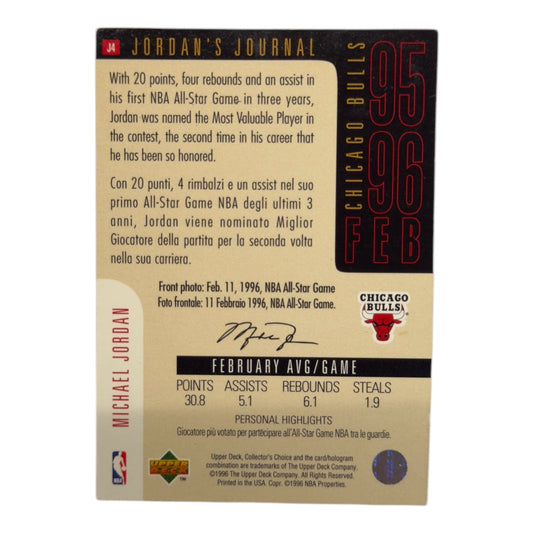 J4 JORDAN'S JOURNAL
With 20 points, four rebounds and an assist in
his first NBA All-Star Game in three years,
Jordan was named the Most Valuable Player in
the contest, the second time in his career that
he has been so honored.
Con 20 punti, 4 rimbalzi e un assist nel suo
primo All-Star Game NBA degli ultimi 3
anni, Jordan viene nominato Miglior
Giocatore della partita per la seconda volta
nella sua carriera.
CHICAGO BULLS
95
96
FEB
Front photo: Feb. 11, 1996, NBA All-Star Game
Foto frontale: 11 Febbraio 1996, NBA All-Star Game.
CHICAGO
BULLS
MICHAEL JORDAN
FEBRUARY AVG/GAME
POINTS ASSISTS REBOUNDS STEALS
30.8 5.1 6.1 1.9
PERSONAL HIGHLIGHTS
Giocatore più votato per partecipare all'All-Star Game NBA tra le guardie.
NBA
UPPER
DECK
TM
Upper Deck, Collector's Choice and the card/hologram
combination are trademarks of The Upper Deck Company.
©1996 The Upper Deck Company. All Rights Reserved.
Printed in the USA. Copr. ©1996 NBA Properties.